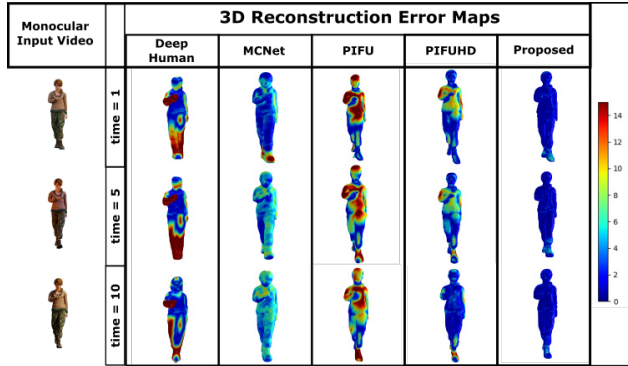 Monocular
Input Video
3D Reconstruction Error Maps
Deep
Human
MCNet
PIFU
PIFUHD
Proposed
time = 1
time = 5
time = 10
14
12
10
8
6
4
2
0